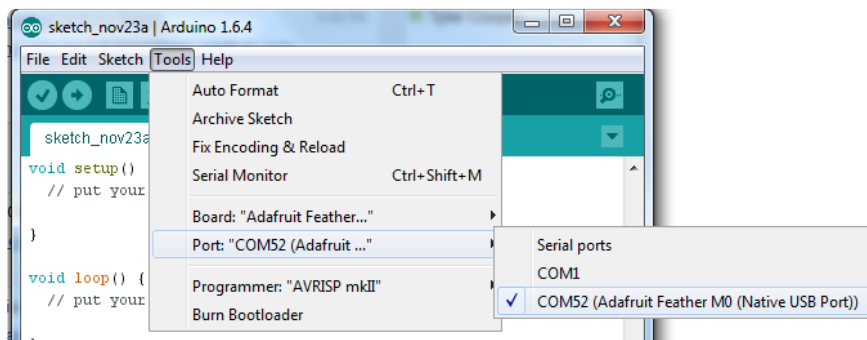 sketch_nov23a | Arduino 1.6.4
File Edit Sketch Tools Help
Auto Format Ctrl+T
Archive Sketch
Fix Encoding & Reload
Serial Monitor Ctrl+Shift+M
Board: "Adafruit Feather..."
Port: "COM52 (Adafruit ..."
Programmer: "AVRISP mkII"
Burn Bootloader
sketch_nov23a
void setup()
// put your
}
void loop() {
// put your
Serial ports
COM1
COM52 (Adafruit Feather M0 (Native USB Port))